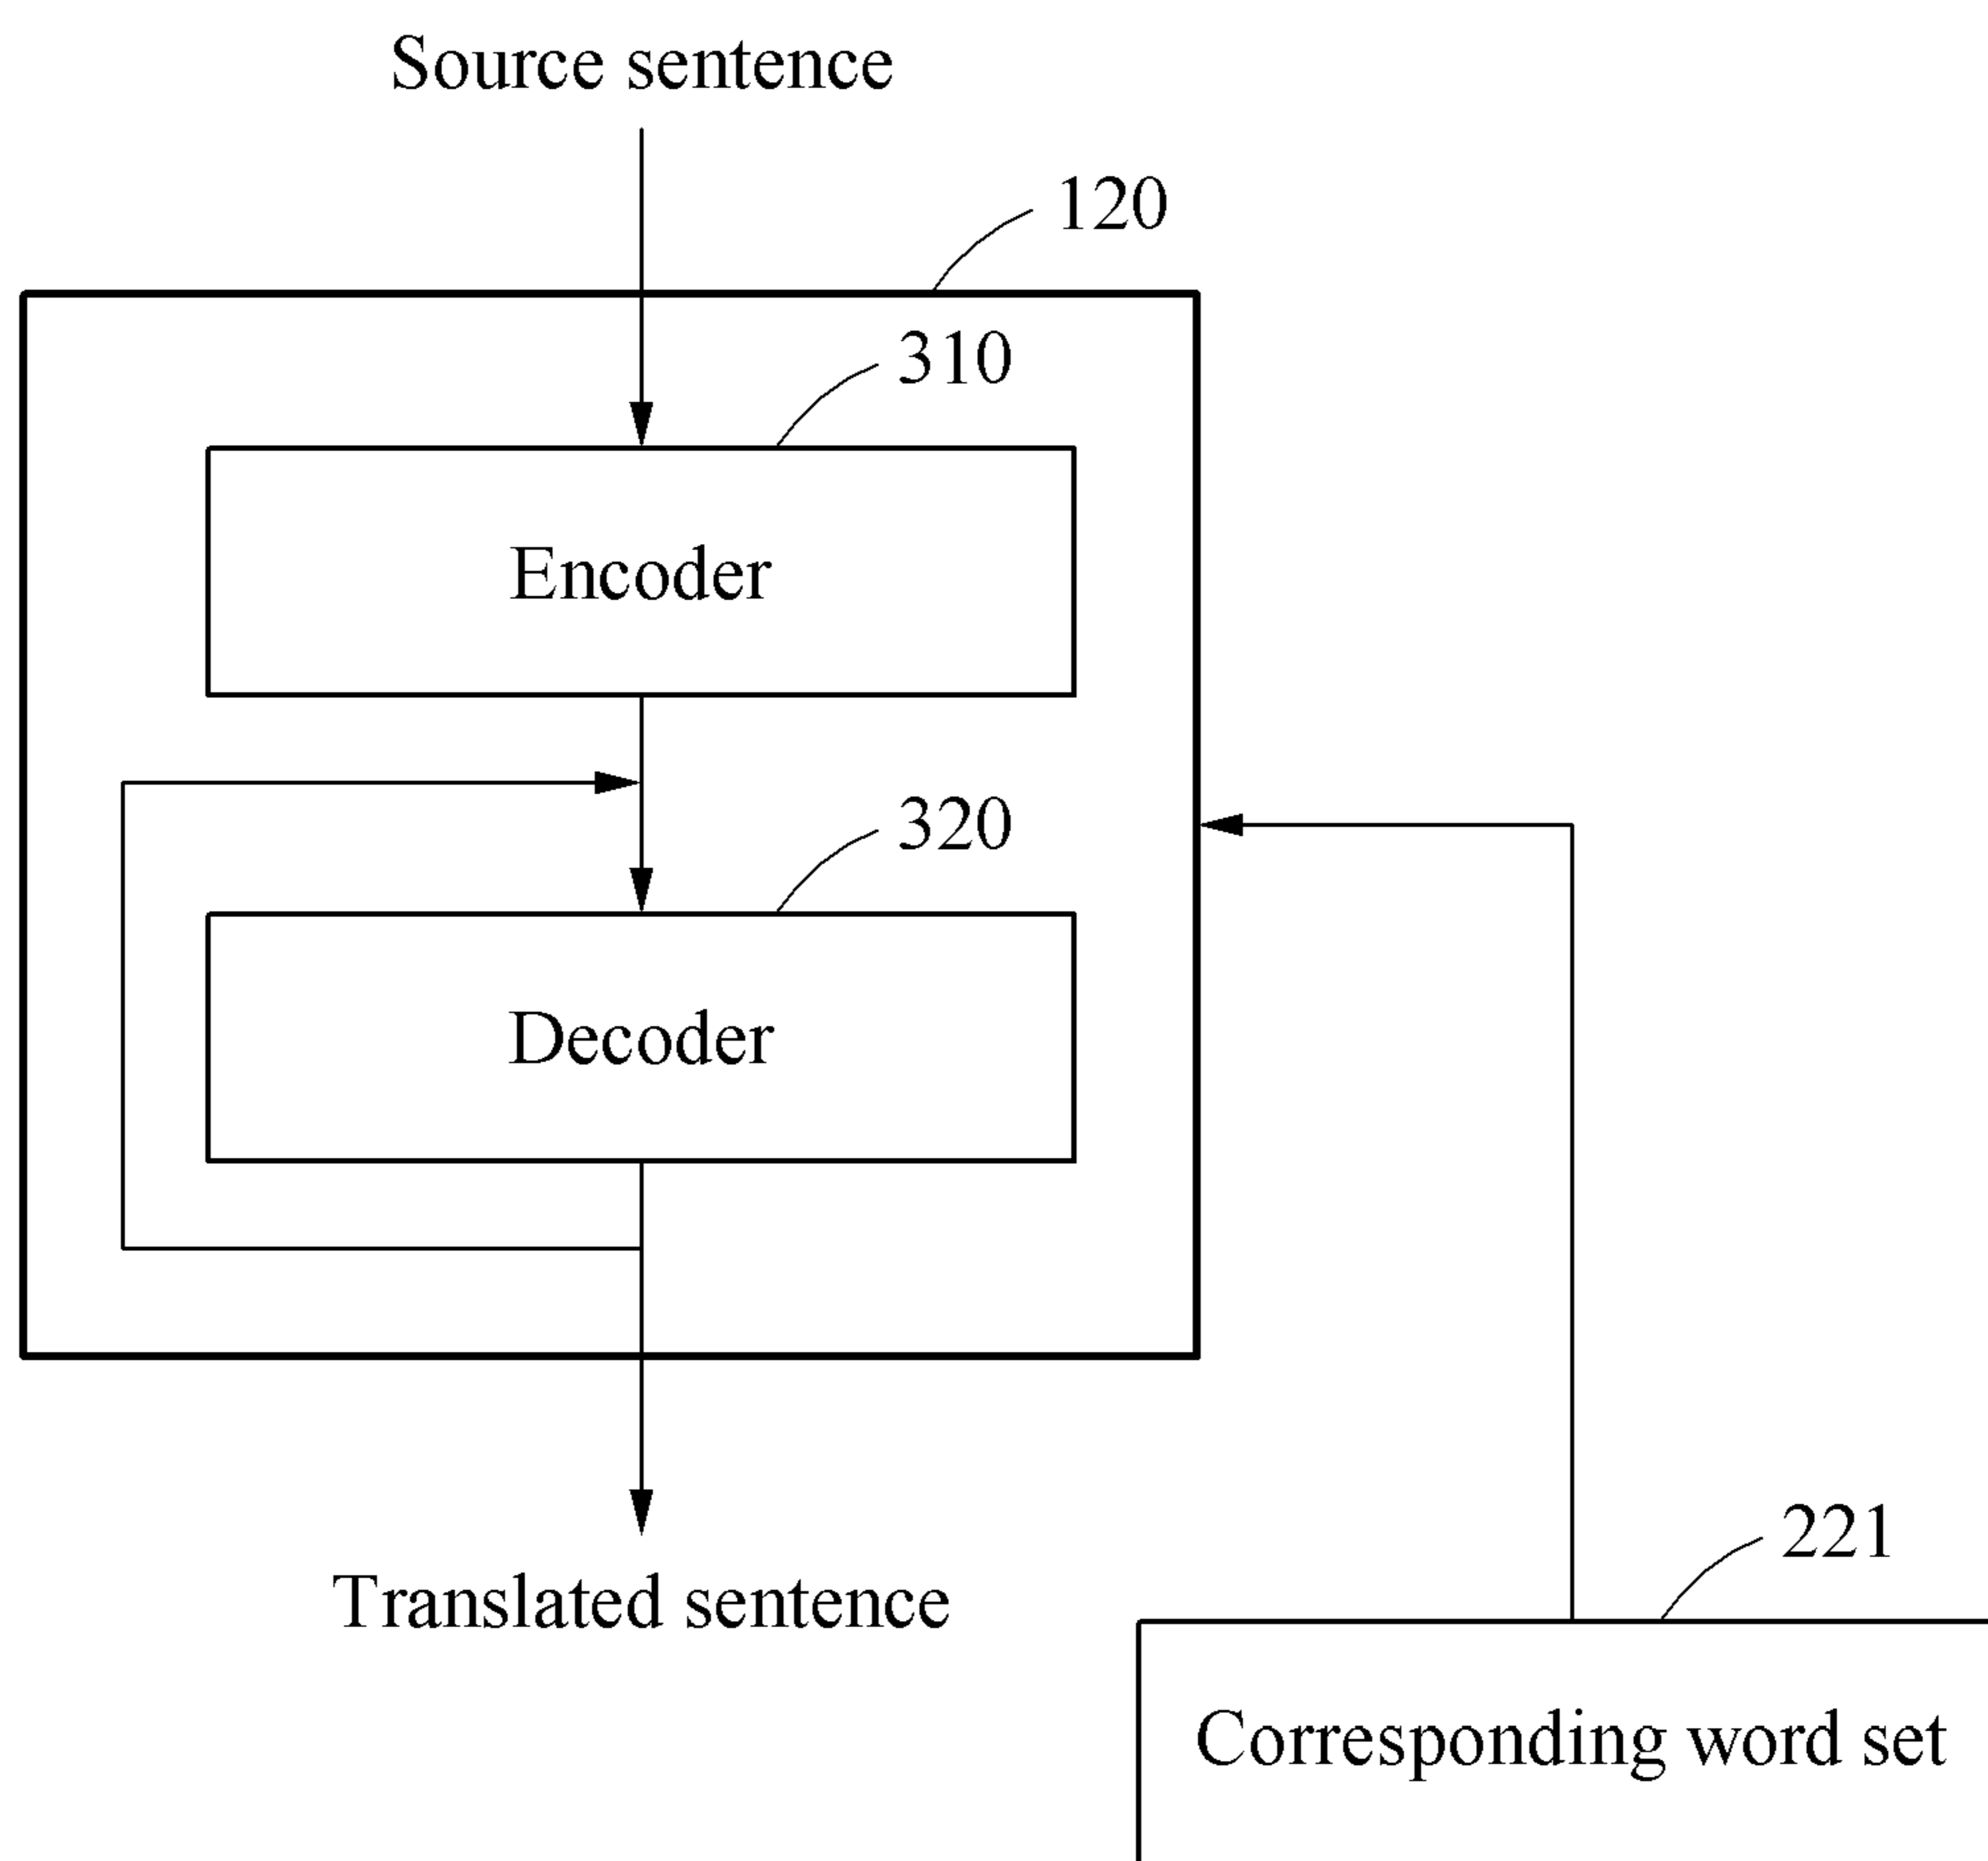 Source sentence
120
310
Encoder
320
Decoder
Translated sentence
221
Corresponding word set